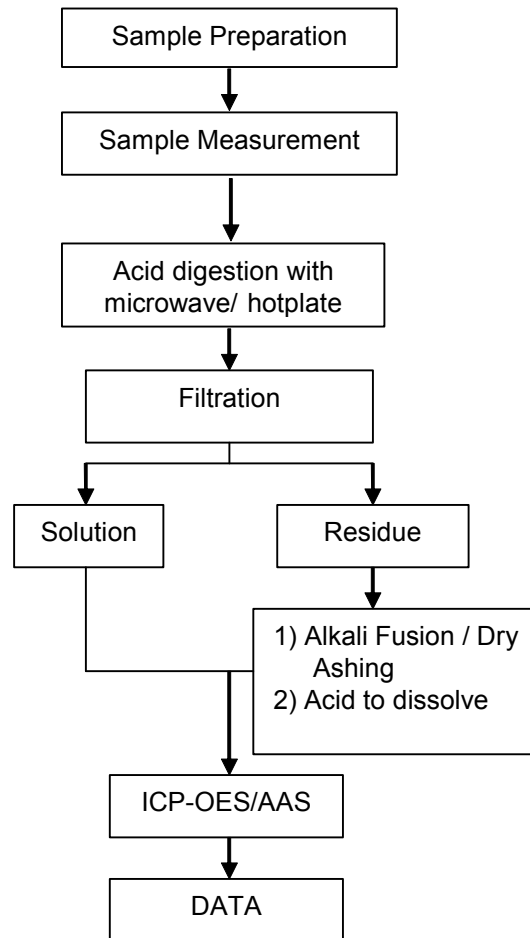 Sample Preparation
Sample Measurement
Acid digestion with
microwave/ hotplate
Filtration
Solution
Residue
1) Alkali Fusion / Dry
Ashing
2) Acid to dissolve
ICP-OES/AAS
DATA